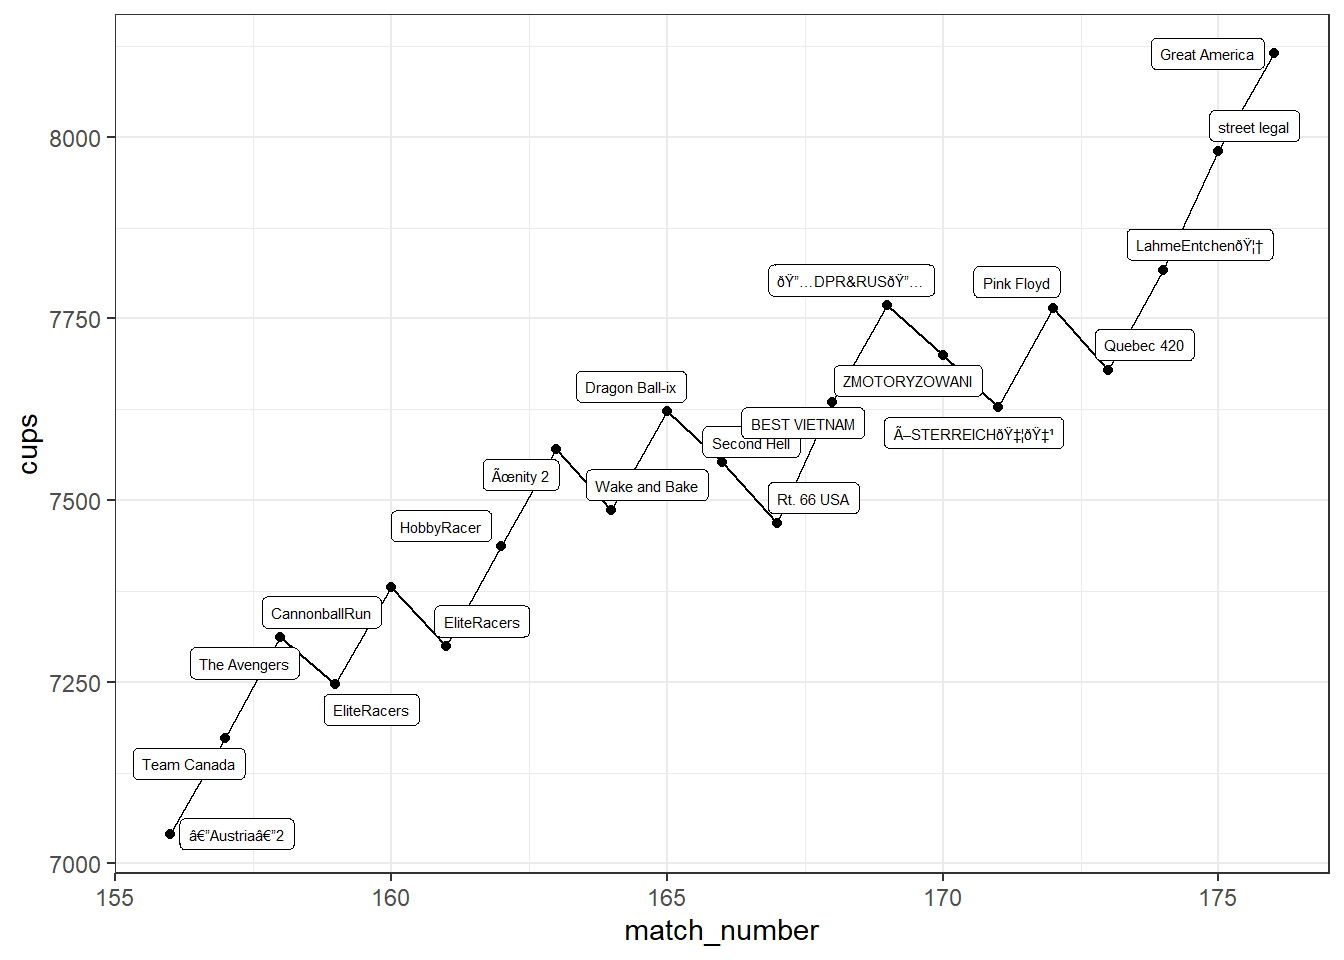 Great America
8000
street legal
LahmeEntchenðŸ¦†
ðŸ”…DPR&RUSðŸ”…
Pink Floyd
7750
Quebec 420
Dragon Ball-ix
ZMOTORYZOWANI
BEST VIETNAM
Second Hell
Ã–STERREICHðŸ‡¦ðŸ‡¹
cups
Ãœnity 2
Wake and Bake
Rt. 66 USA
7500
HobbyRacer
CannonballRun
EliteRacers
The Avengers
7250
EliteRacers
Team Canada
â€”Austriaâ€”2
7000
155
160
165
170
175
match_number